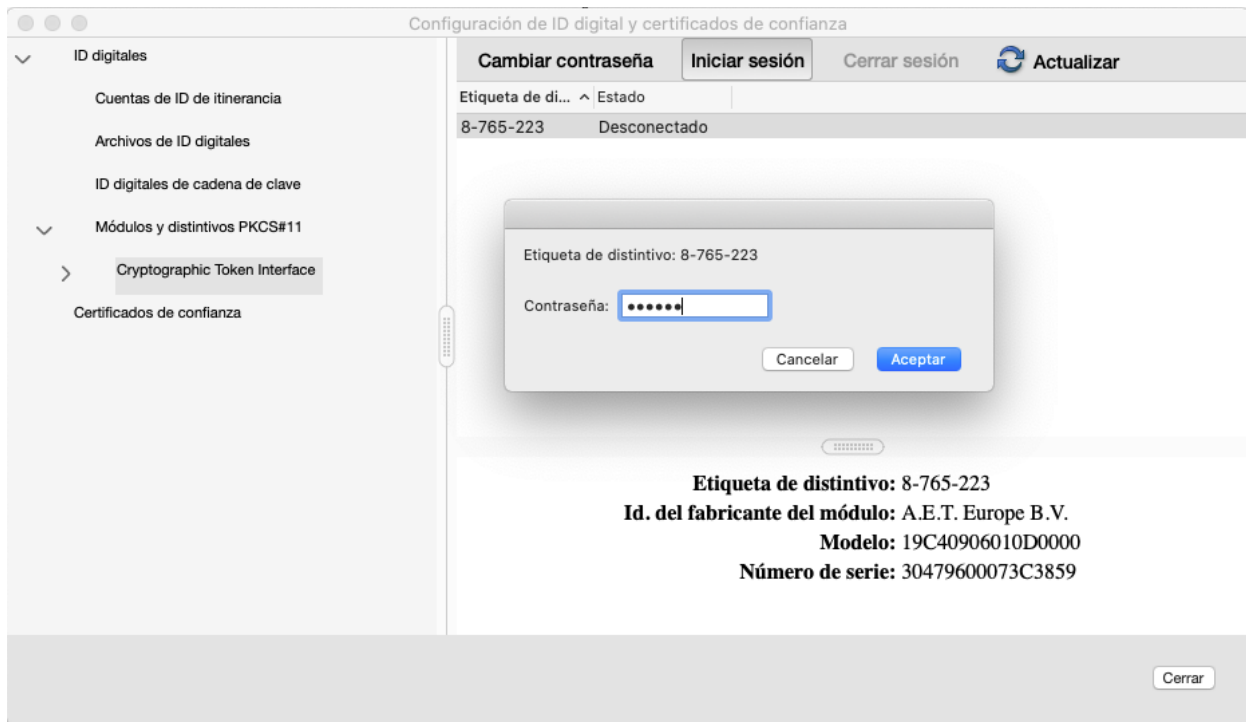 Configuración de ID digital y certificados de confianza
ID digitales
Cuentas de ID de itinerancia
Archivos de ID digitales
ID digitales de cadena de clave
Módulos y distintivos PKCS#11
Cryptographic Token Interface
Certificados de confianza
Cambiar contraseña Iniciar sesión Cerrar sesión Actualizar
Etiqueta de di... Estado
8-765-223 Desconectado
Etiqueta de distintivo: 8-765-223
Contraseña: ••••••
Cancelar Aceptar
Etiqueta de distintivo: 8-765-223
Id. del fabricante del módulo: A.E.T. Europe B.V.
Modelo: 19C40906010D0000
Número de serie: 30479600073C3859
Cerrar